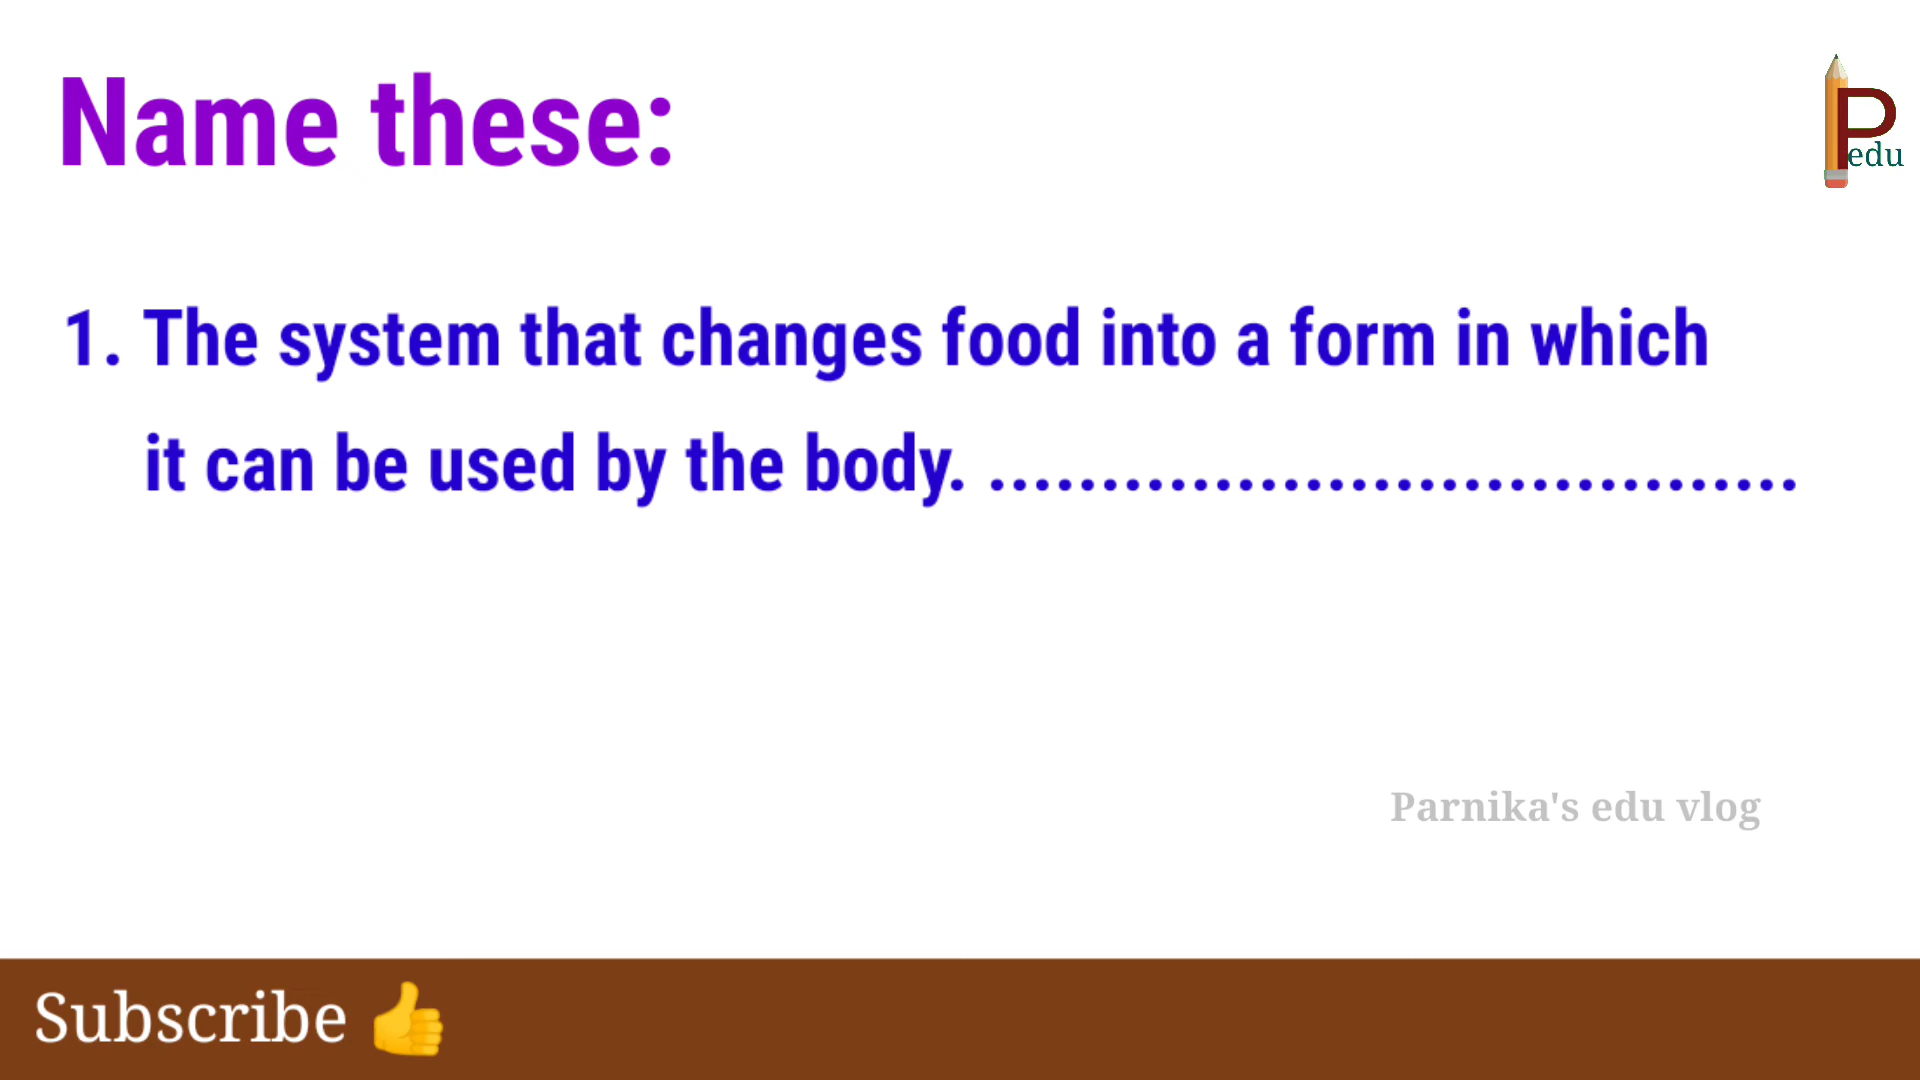 Name these:
P
edu
1. The system that changes food into a form in which
it can be used by the body. ....................................
Parnika's edu vlog
Subscribe 👍